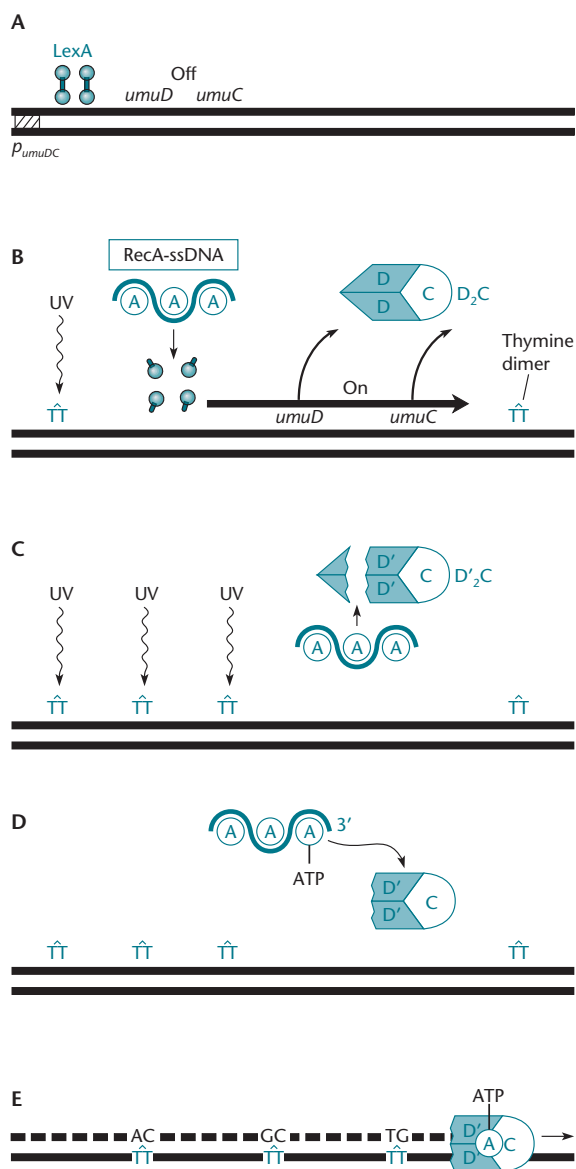 A
LexA
Off
umuD umuC
pumuDC
B
RecA-ssDNA
UV
A A A
D
D
C
D2C
Thymine
dimer
On
TT
umuD
umuC
TT
C
UV UV UV
D′
D′
C
D′2C
A A A
TT TT TT TT
D
A A A 3′
ATP
D′
D′
C
TT TT TT TT
E
ATP
AC GC TG
D′
D′
A
C
TT TT TT